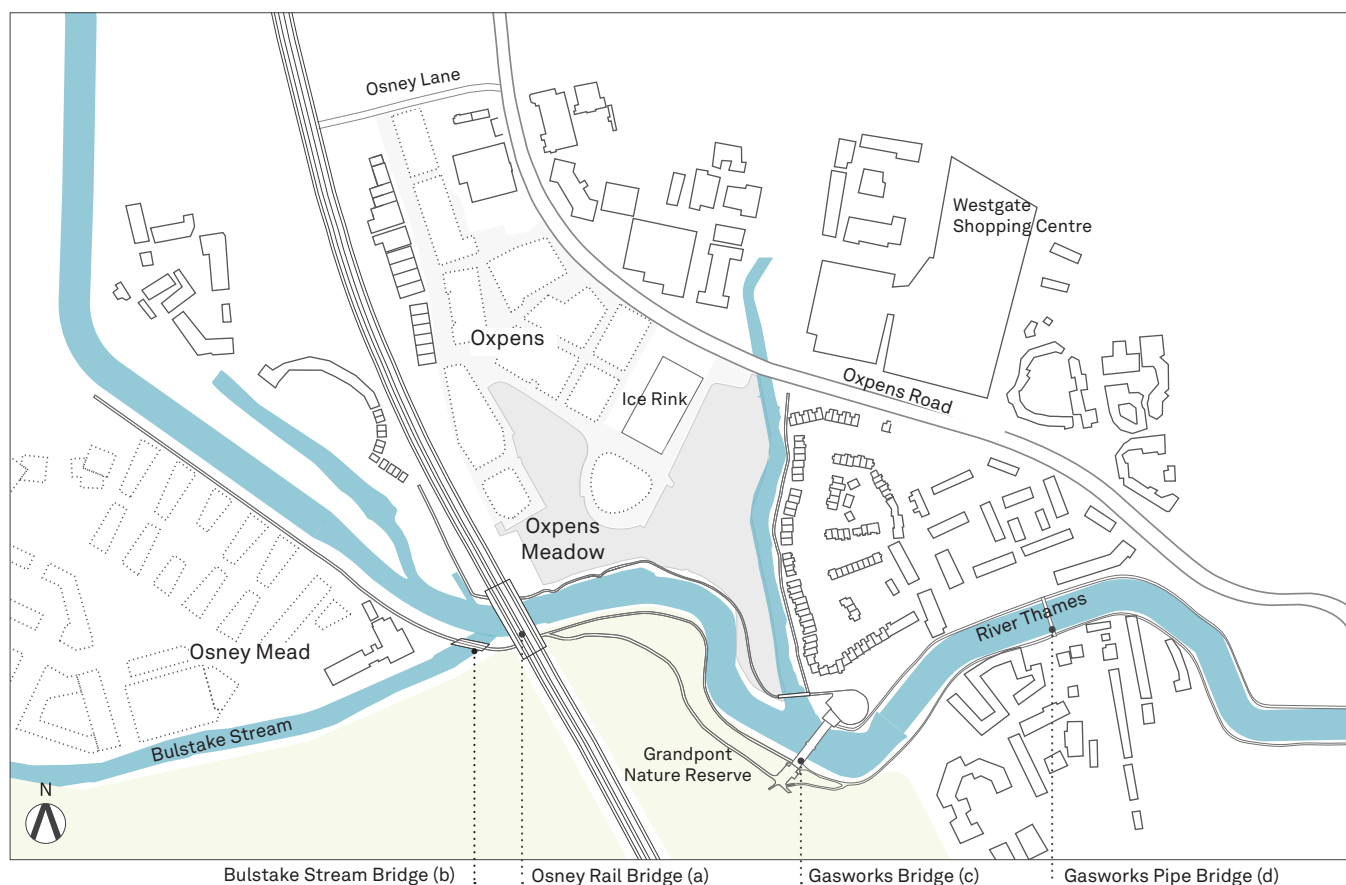 Osney Lane
Westgate
Shopping Centre
Oxpens
Ice Rink
Oxpens Road
Oxpens
Meadow
River Thames
Osney Mead
Bulstake Stream
Grandpont
Nature Reserve
N
Bulstake Stream Bridge (b)
Osney Rail Bridge (a)
Gasworks Bridge (c)
Gasworks Pipe Bridge (d)